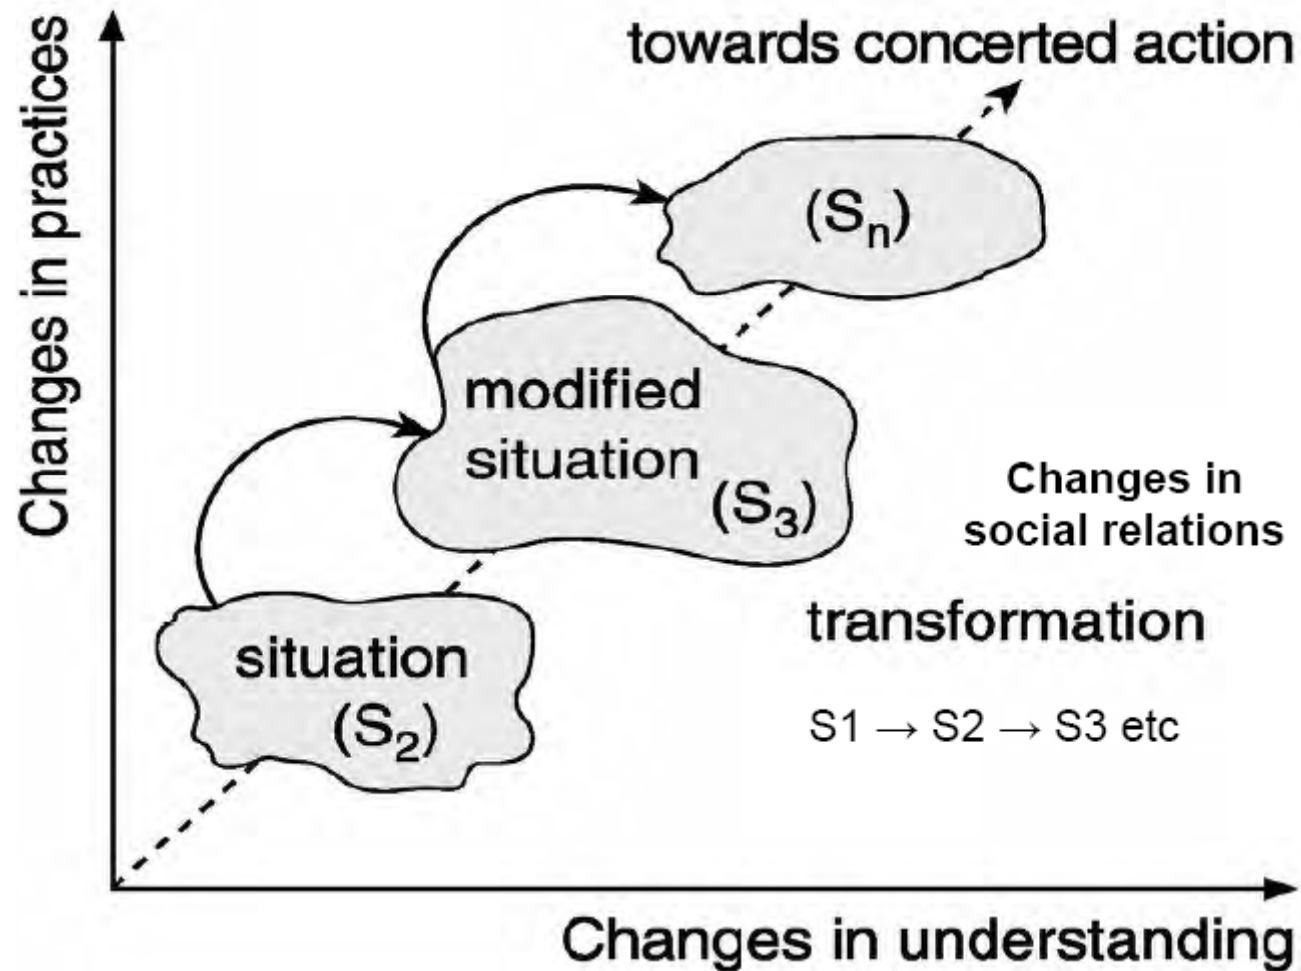 Changes in practices
towards concerted action
(Sn)
modified
situation
(S3)
Changes in
social relations
transformation
situation
(S2)
S1 → S2 → S3 etc
Changes in understanding